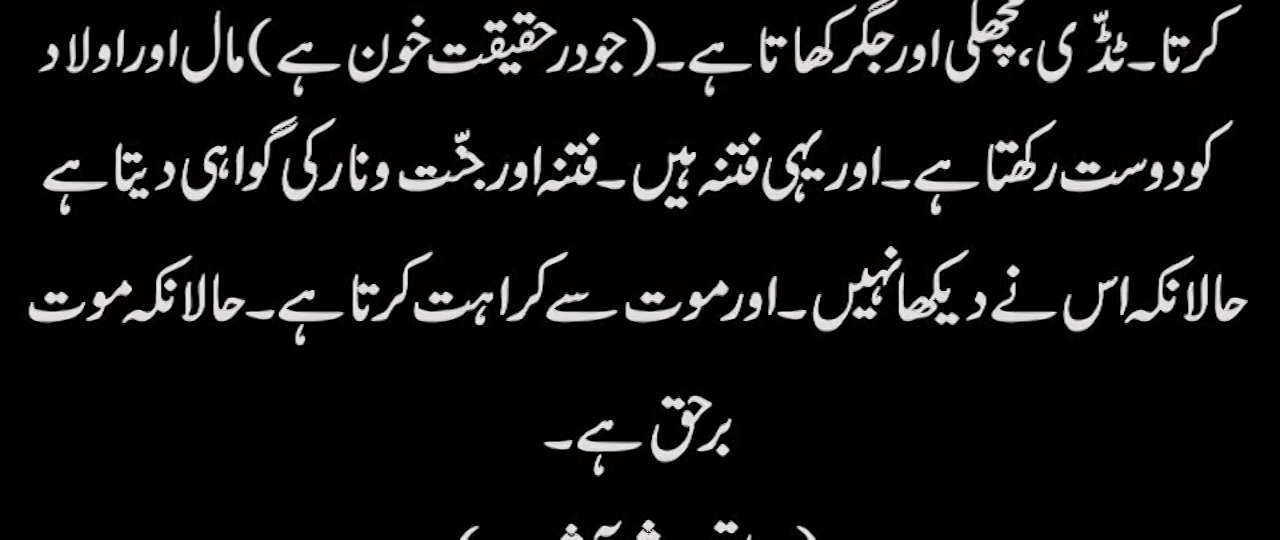 کرتا۔ٹڈّی،مچھلی اور جگر کھاتا ہے۔(جو در حقیقت خون ہے)مال اور اولاد
کو دوست رکھتا ہے۔اور یہی فتنہ ہیں۔فتنہ اور جنّت و نار کی گواہی دیتا ہے
حالانکہ اس نے دیکھا نہیں۔اور موت سے کراہت کرتا ہے۔حالانکہ موت
برحق ہے۔